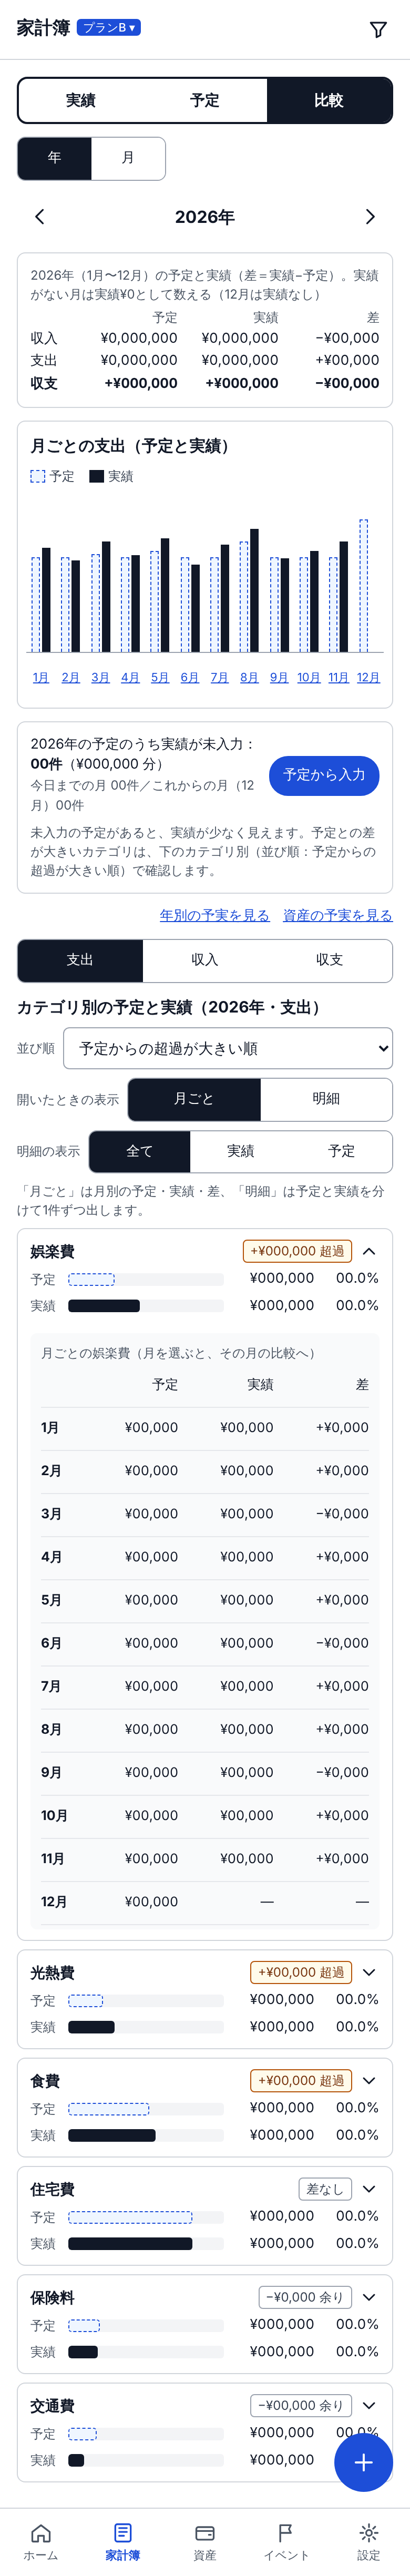 家計簿 プランB ▾
実績 予定 比較
年 月
2026年
2026年（1月〜12月）の予定と実績（差＝実績−予定）。実績
がない月は実績¥0として数える（12月は実績なし）
予定 実績 差
収入 ¥0,000,000 ¥0,000,000 −¥00,000
支出 ¥0,000,000 ¥0,000,000 +¥00,000
収支 +¥000,000 +¥000,000 −¥00,000
月ごとの支出（予定と実績）
予定 実績
1月 2月 3月 4月 5月 6月 7月 8月 9月 10月 11月 12月
2026年の予定のうち実績が未入力：
00件（¥000,000 分）
今日までの月 00件／これからの月（12
月）00件
予定から入力
未入力の予定があると、実績が少なく見えます。予定との差
が大きいカテゴリは、下のカテゴリ別（並び順：予定からの
超過が大きい順）で確認します。
年別の予実を見る 資産の予実を見る
支出 収入 収支
カテゴリ別の予定と実績（2026年・支出）
並び順 予定からの超過が大きい順
開いたときの表示 月ごと 明細
明細の表示 全て 実績 予定
「月ごと」は月別の予定・実績・差、「明細」は予定と実績を分
けて1件ずつ出します。
娯楽費 +¥000,000 超過
予定 ¥000,000 00.0%
実績 ¥000,000 00.0%
月ごとの娯楽費（月を選ぶと、その月の比較へ）
予定 実績 差
1月 ¥00,000 ¥00,000 +¥0,000
2月 ¥00,000 ¥00,000 +¥0,000
3月 ¥00,000 ¥00,000 −¥0,000
4月 ¥00,000 ¥00,000 +¥0,000
5月 ¥00,000 ¥00,000 +¥0,000
6月 ¥00,000 ¥00,000 −¥0,000
7月 ¥00,000 ¥00,000 +¥0,000
8月 ¥00,000 ¥00,000 +¥0,000
9月 ¥00,000 ¥00,000 −¥0,000
10月 ¥00,000 ¥00,000 +¥0,000
11月 ¥00,000 ¥00,000 +¥0,000
12月 ¥00,000 — —
光熱費 +¥00,000 超過
予定 ¥000,000 00.0%
実績 ¥000,000 00.0%
食費 +¥00,000 超過
予定 ¥000,000 00.0%
実績 ¥000,000 00.0%
住宅費 差なし
予定 ¥000,000 00.0%
実績 ¥000,000 00.0%
保険料 −¥0,000 余り
予定 ¥000,000 00.0%
実績 ¥000,000 00.0%
交通費 −¥00,000 余り
予定 ¥000,000 00.0%
実績 ¥000,000
ホーム 家計簿 資産 イベント 設定